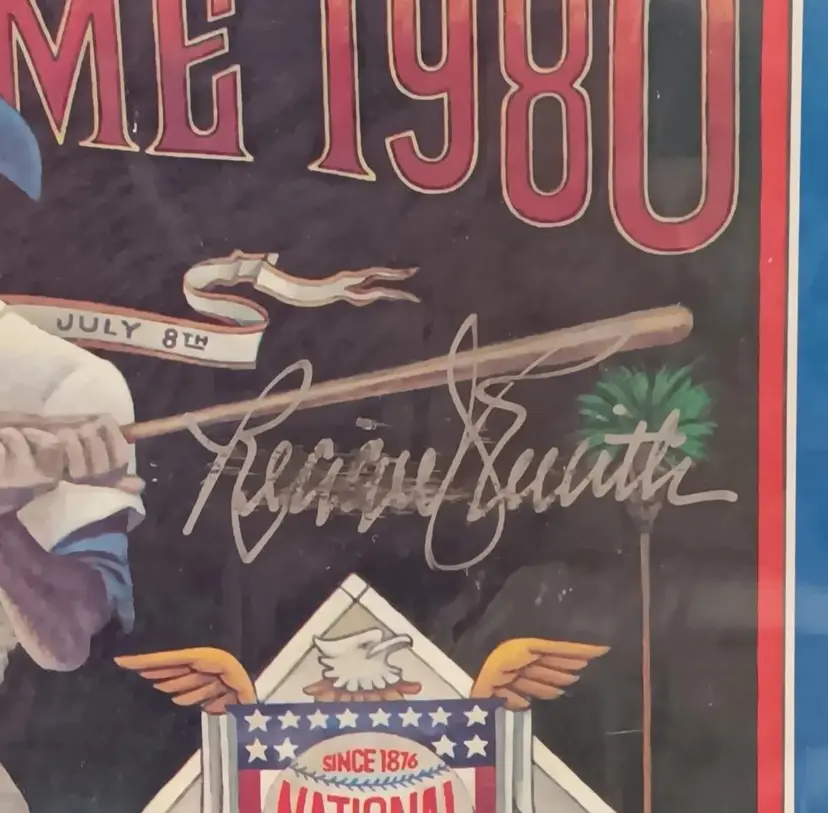 ME 1980
JULY 8TH
Reggie Smith
SINCE 1876
NATIONAL